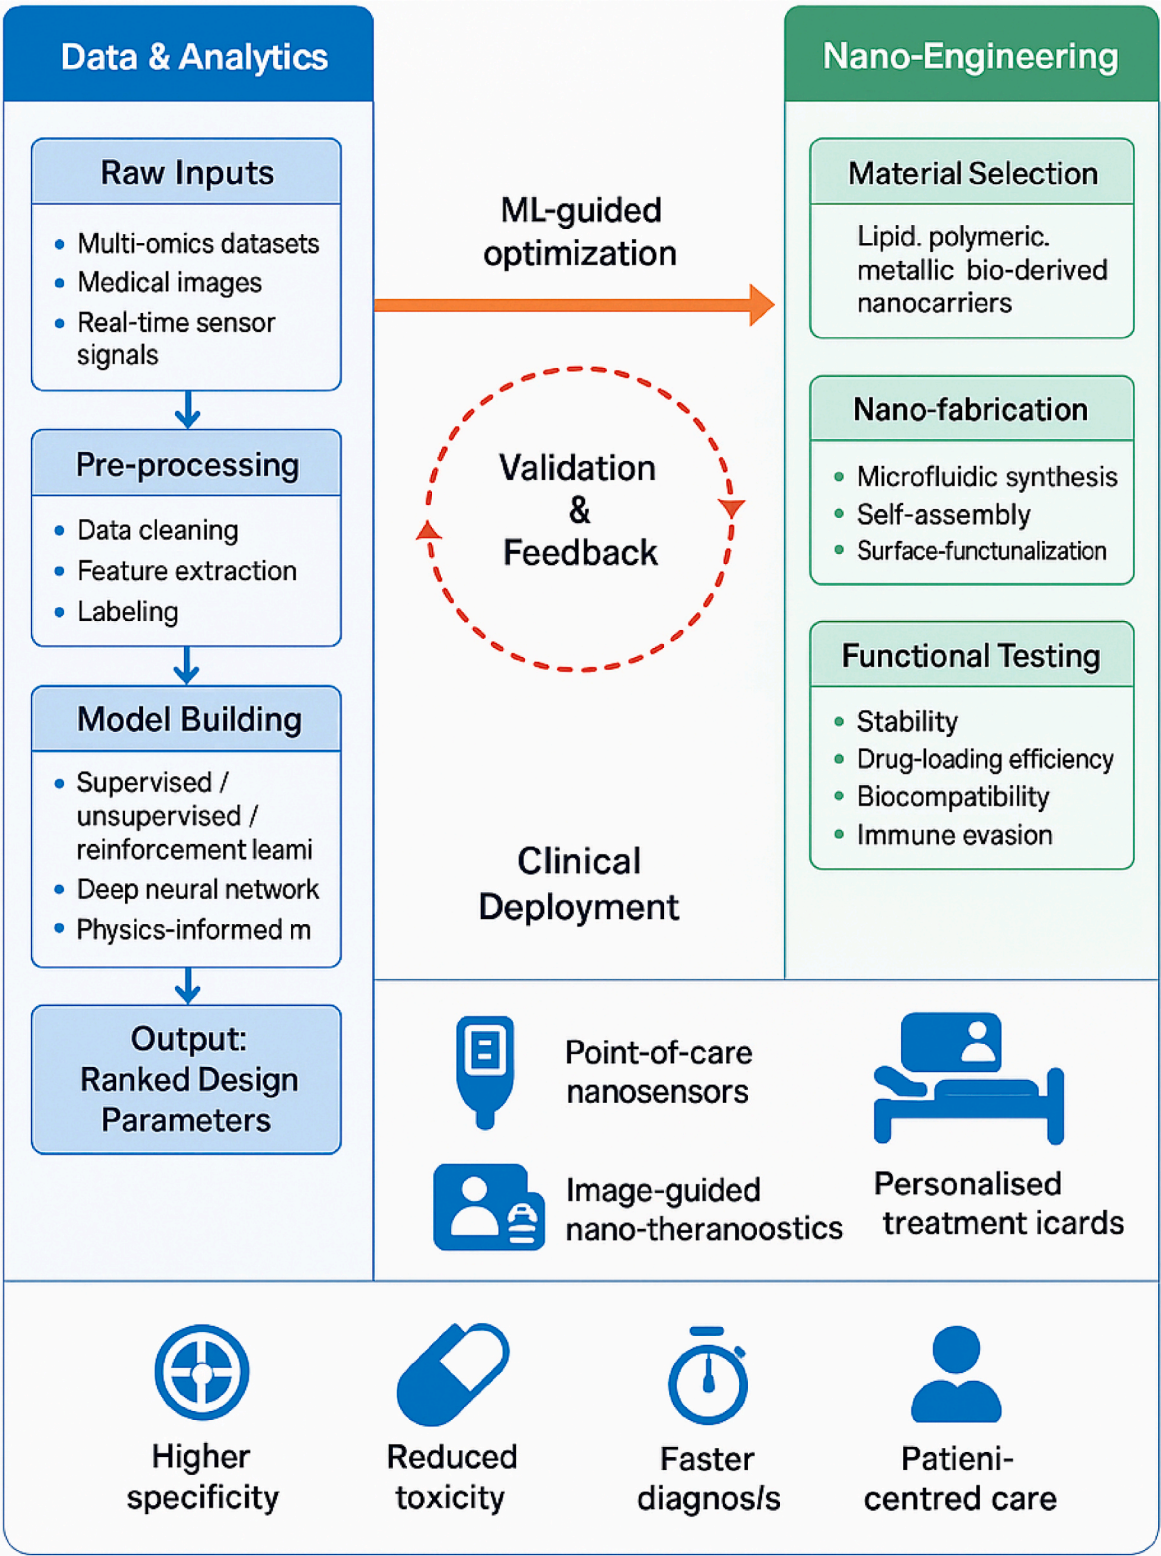 Data & Analytics
Raw Inputs
• Multi-omics datasets
• Medical images
• Real-time sensor
signals
Pre-processing
• Data cleaning
• Feature extraction
• Labeling
Model Building
• Supervised /
unsupervised /
reinforcement leami
• Deep neural network
• Physics-informed m
Output:
Ranked Design
Parameters
ML-guided
optimization
Validation
&
Feedback
Clinical
Deployment
Nano-Engineering
Material Selection
Lipid. polymeric.
metallic bio-derived
nanocarriers
Nano-fabrication
• Microfluidic synthesis
• Self-assembly
• Surface-functunalization
Functional Testing
• Stability
• Drug-loading efficiency
• Biocompatibility
• Immune evasion
Point-of-care
nanosensors
Image-guided
nano-theranoostics
Personalised
treatment icards
Higher
specificity
Reduced
toxicity
Faster
diagnos/s
Patieni-
centred care